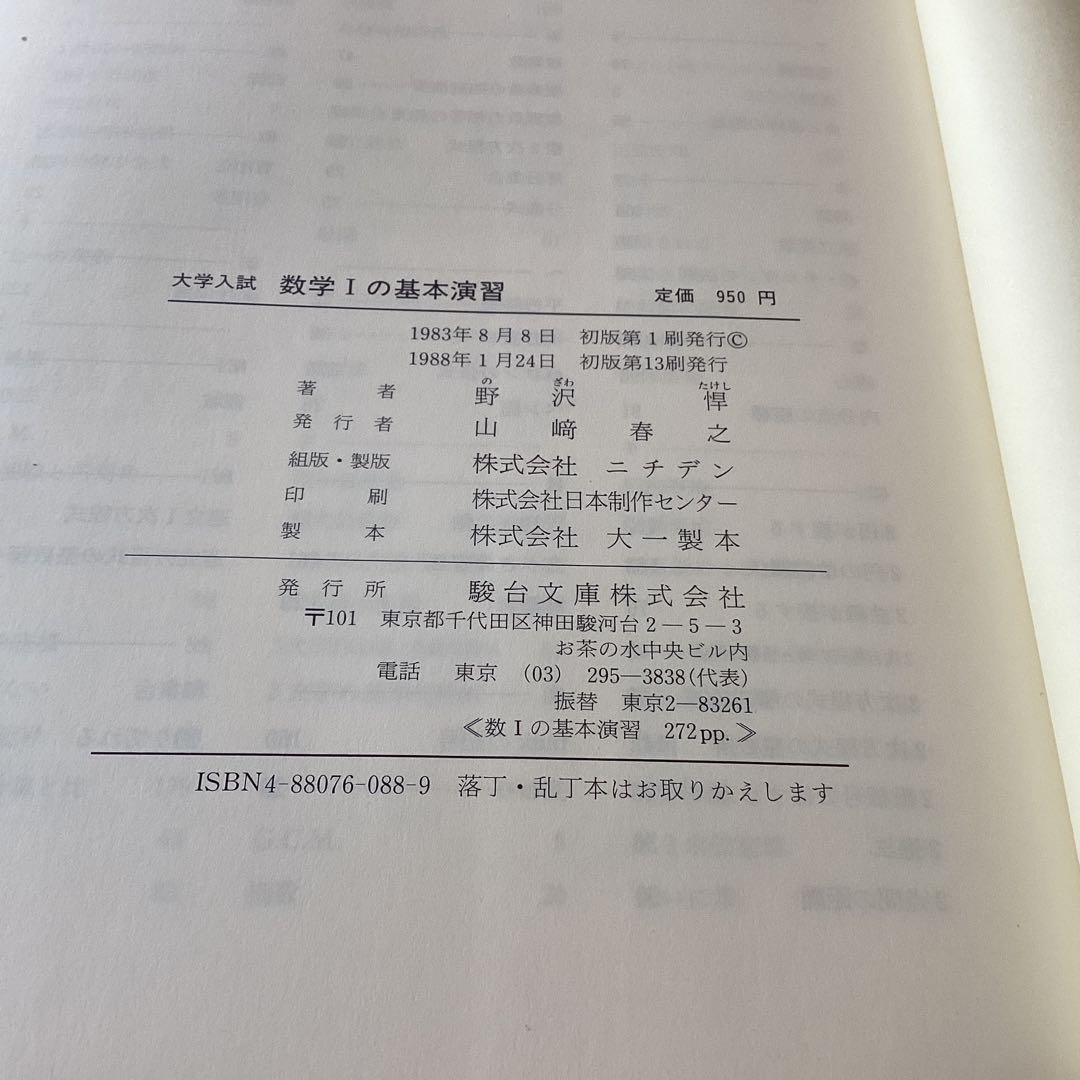 大学入試 数学Ⅰの基本演習 定価 950円
1983年8月8日 初版第1刷発行©
1988年1月24日 初版第13刷発行
著者 野沢悍
の ざわ たけし
発行者 山﨑春之
組版・製版 株式会社 ニチデン
印刷 株式会社日本制作センター
製本 株式会社 大一製本
発行所 駿台文庫株式会社
〒101 東京都千代田区神田駿河台2―5―3
お茶の水中央ビル内
電話 東京 (03) 295―3838(代表)
振替 東京2―83261
≪数Ⅰの基本演習 272pp.≫
ISBN4-88076-088-9 落丁・乱丁本はお取りかえします